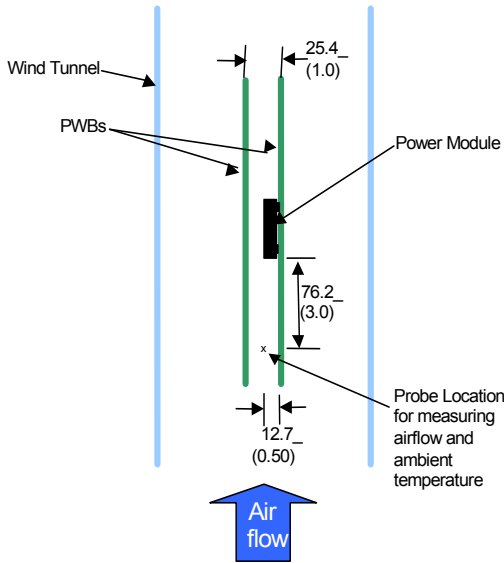 25.4_
(1.0)
Wind Tunnel
PWBs
Power Module
76.2_
(3.0)
x
Probe Location
for measuring
airflow and
ambient
temperature
12.7_
(0.50)
Air
flow